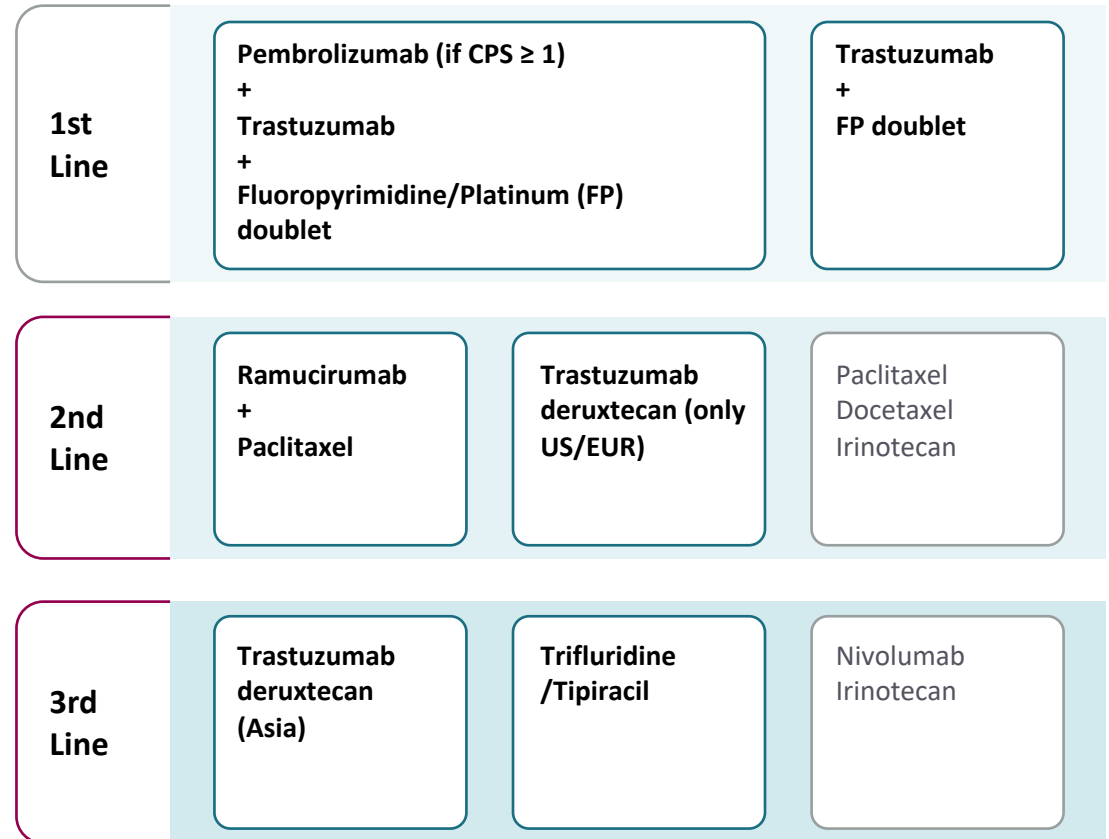 1st
Line
Pembrolizumab (if CPS ≥ 1)
+
Trastuzumab
+
Fluoropyrimidine/Platinum (FP)
doublet
Trastuzumab
+
FP doublet
2nd
Line
Ramucirumab
+
Paclitaxel
Trastuzumab
deruxtecan (only
US/EUR)
Paclitaxel
Docetaxel
Irinotecan
3rd
Line
Trastuzumab
deruxtecan
(Asia)
Trifluridine
/Tipiracil
Nivolumab
Irinotecan